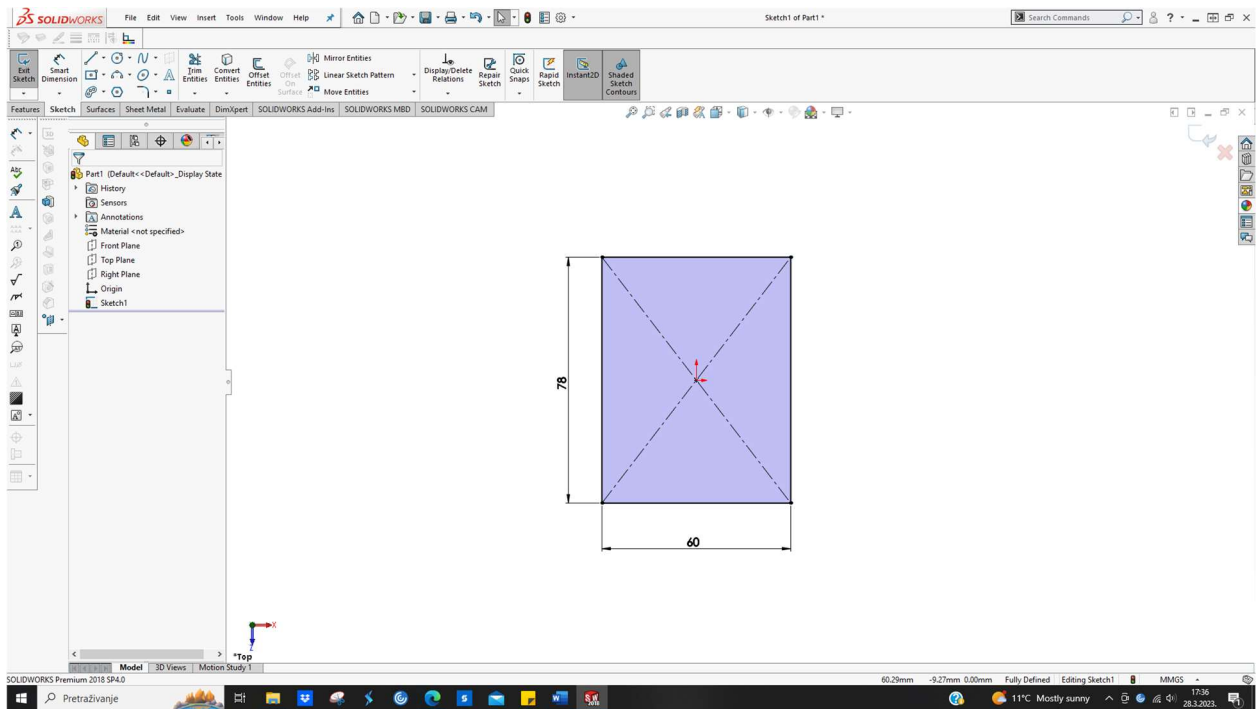 SOLIDWORKS File Edit View Insert Tools Window Help Sketch1 of Part1 * Search Commands
Exit Sketch Smart Dimension Trim Entities Convert Entities Offset Entities Offset On Surface Mirror Entities Linear Sketch Pattern Move Entities Display/Delete Relations Repair Sketch Quick Snaps Rapid Sketch Instant2D Shaded Sketch Contours
Features Sketch Surfaces Sheet Metal Evaluate DimXpert SOLIDWORKS Add-Ins SOLIDWORKS MBD SOLIDWORKS CAM
Part1 (Default<<Default>_Display State
History
Sensors
Annotations
Material <not specified>
Front Plane
Top Plane
Right Plane
Origin
Sketch1
78
60
X
Z
*Top
Model 3D Views Motion Study 1
SOLIDWORKS Premium 2018 SP4.0 60.29mm -9.27mm 0.00mm Fully Defined Editing Sketch1 MMGS
Pretraživanje 11°C Mostly sunny 17:36
28.3.2023.